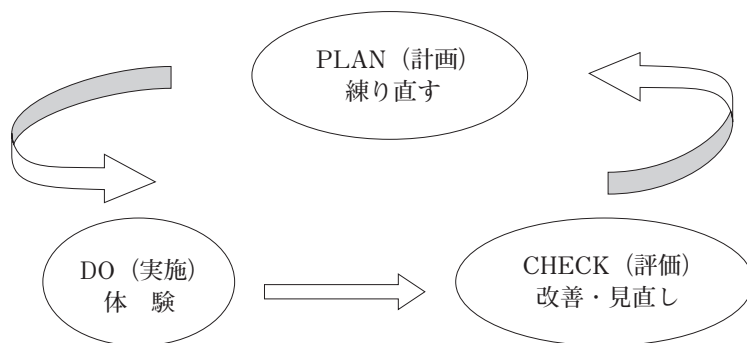 PLAN（計画）
練り直す
DO（実施）
体　験
CHECK（評価）
改善・見直し